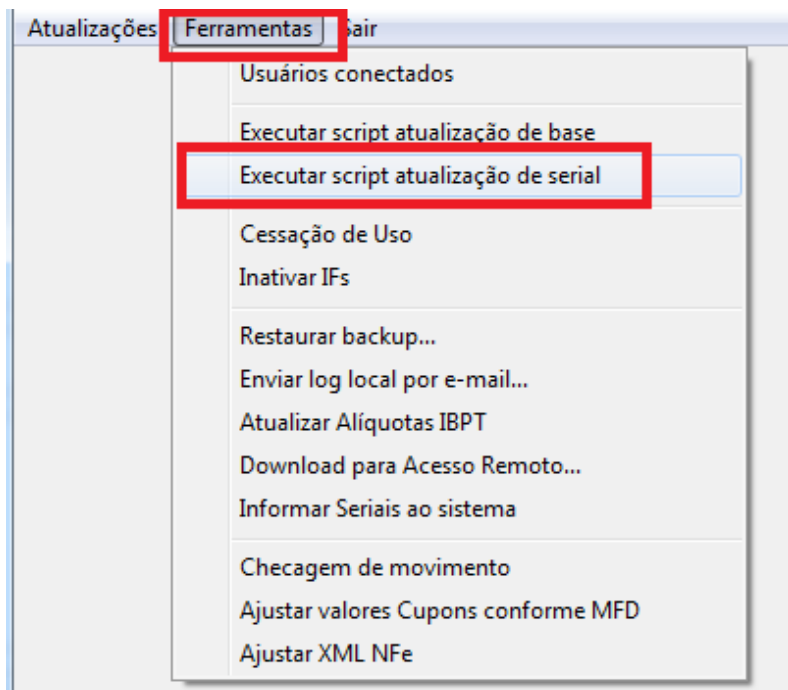 Atualizações Ferramentas Sair
Usuários conectados
Executar script atualização de base
Executar script atualização de serial
Cessação de Uso
Inativar IFs
Restaurar backup...
Enviar log local por e-mail...
Atualizar Alíquotas IBPT
Download para Acesso Remoto...
Informar Seriais ao sistema
Checagem de movimento
Ajustar valores Cupons conforme MFD
Ajustar XML NFe